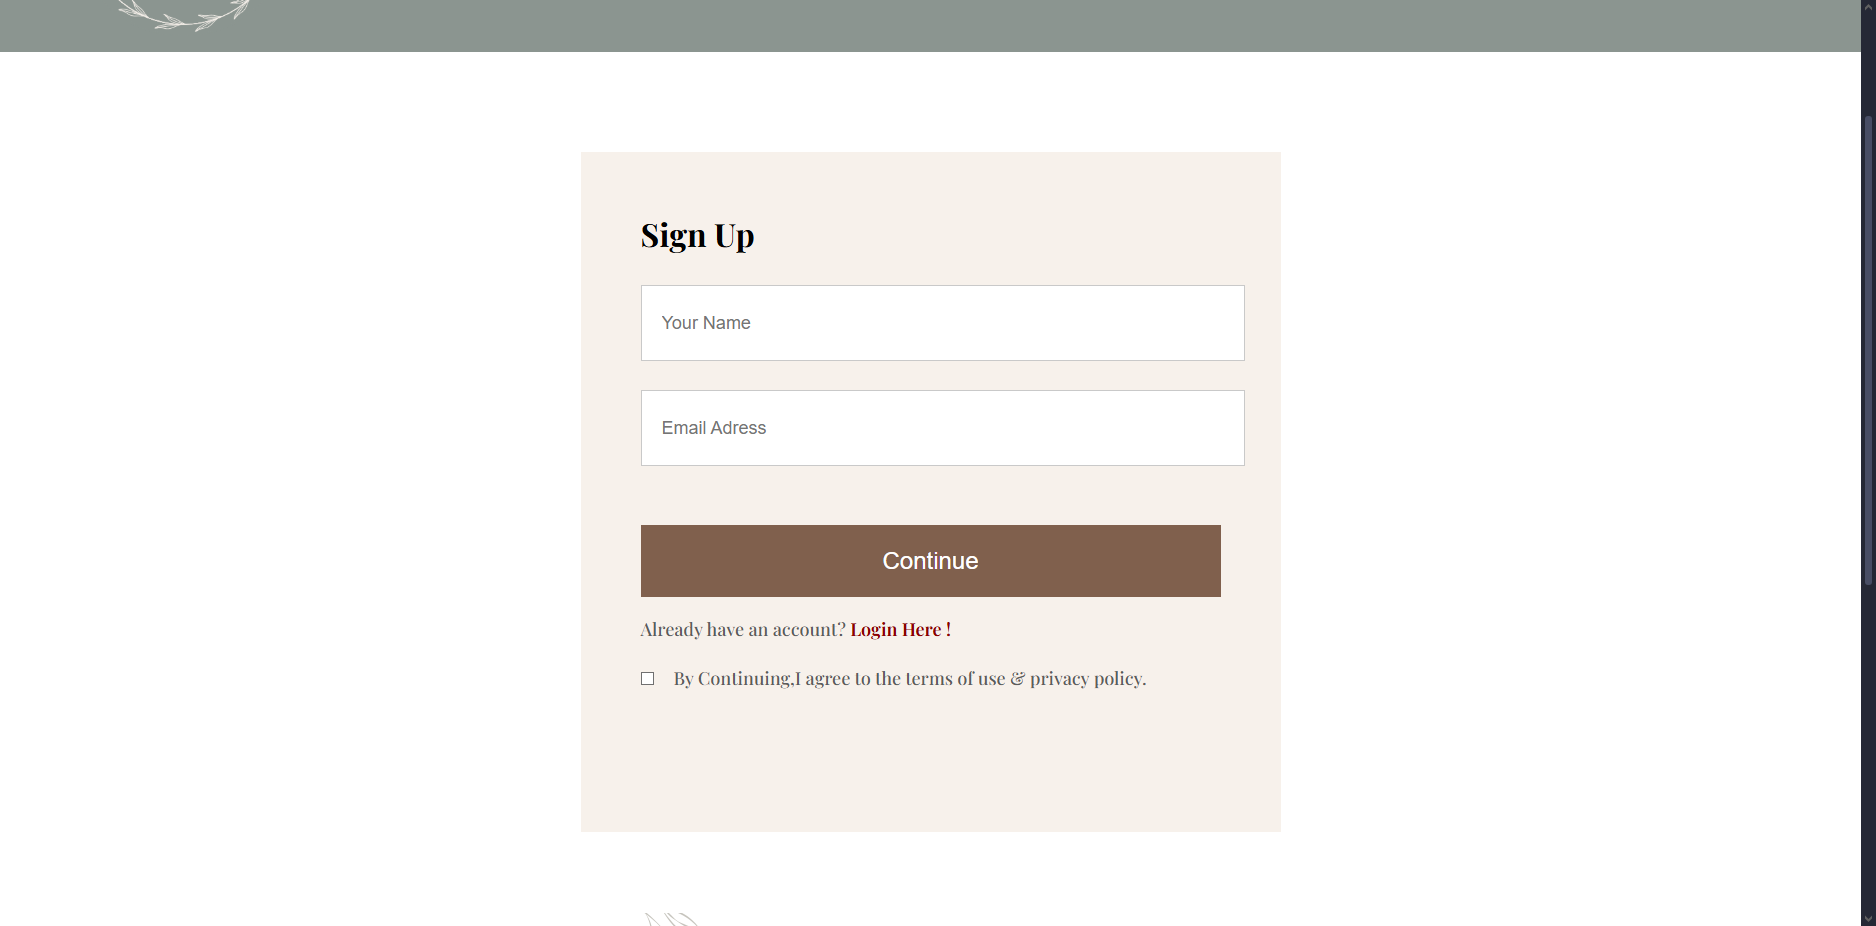 Sign Up
Your Name
Email Adress
Continue
Already have an account? Login Here !
By Continuing,I agree to the terms of use & privacy policy.